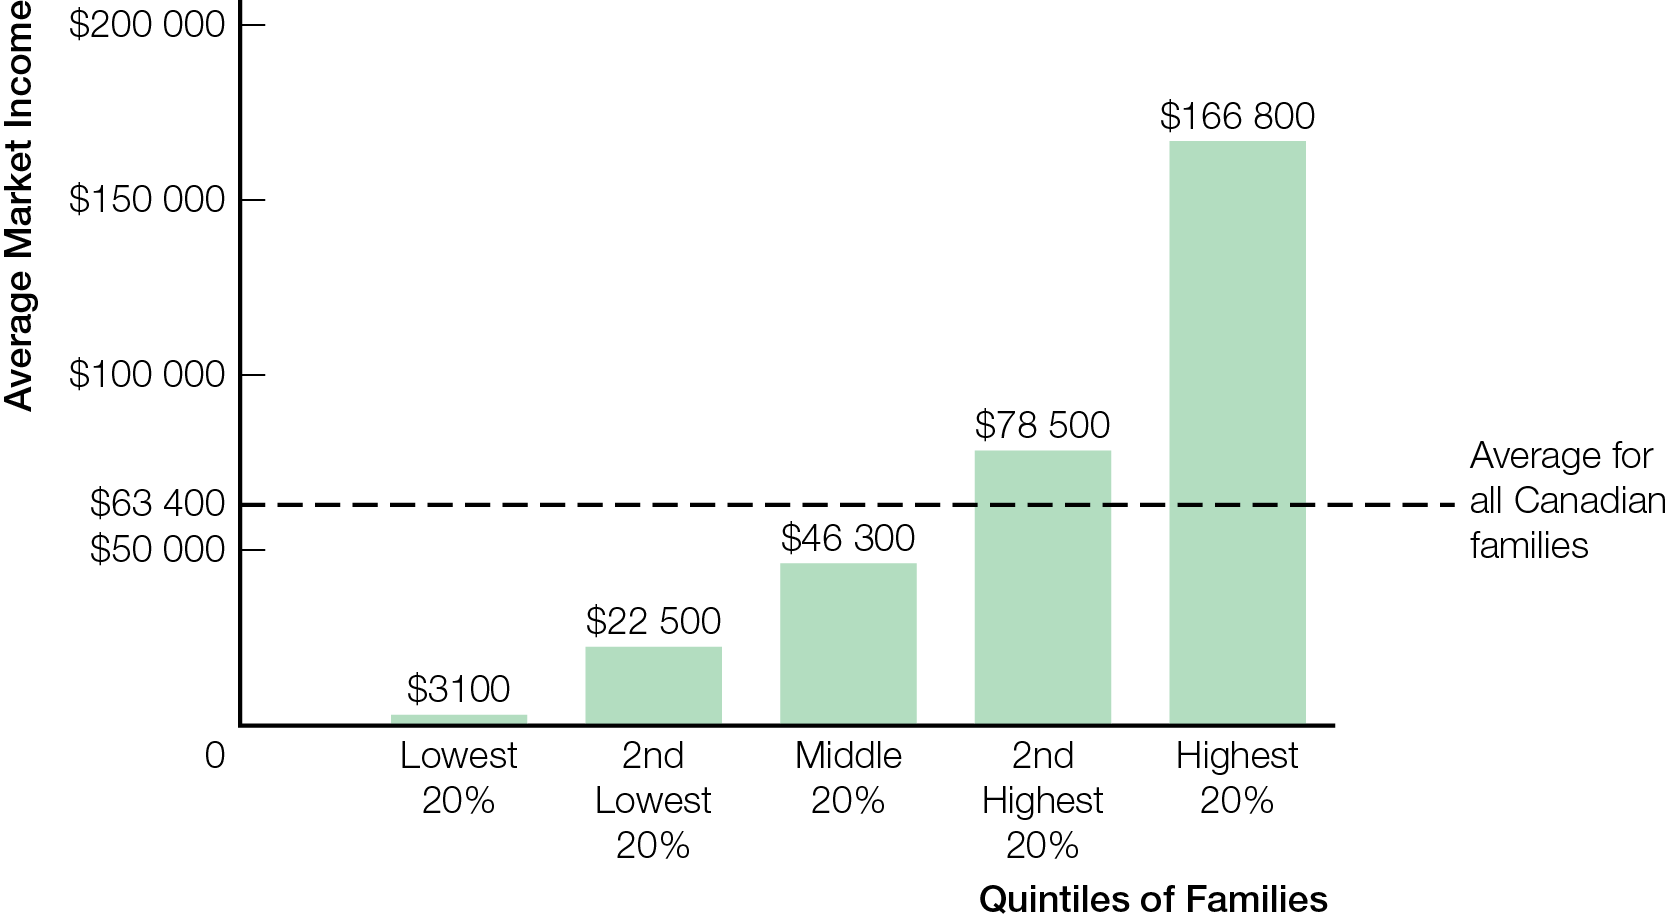 Average Market Income
$200 000
$150 000
$100 000
$63 400
$50 000
0
$3100
$22 500
$46 300
$78 500
$166 800
Average for
all Canadian
families
Lowest
20%
2nd
Lowest
20%
Middle
20%
2nd
Highest
20%
Highest
20%
Quintiles of Families